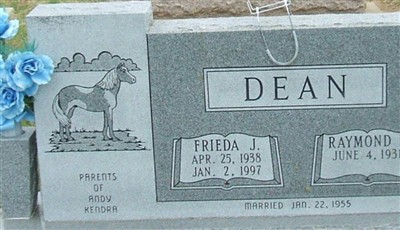 DEAN
FRIEDA J.
APR. 25, 1938
JAN. 2, 1997
RAYMOND
JUNE 4, 193
PARENTS
OF
ANDY
KENDRA
MARRIED JAN. 22, 1955